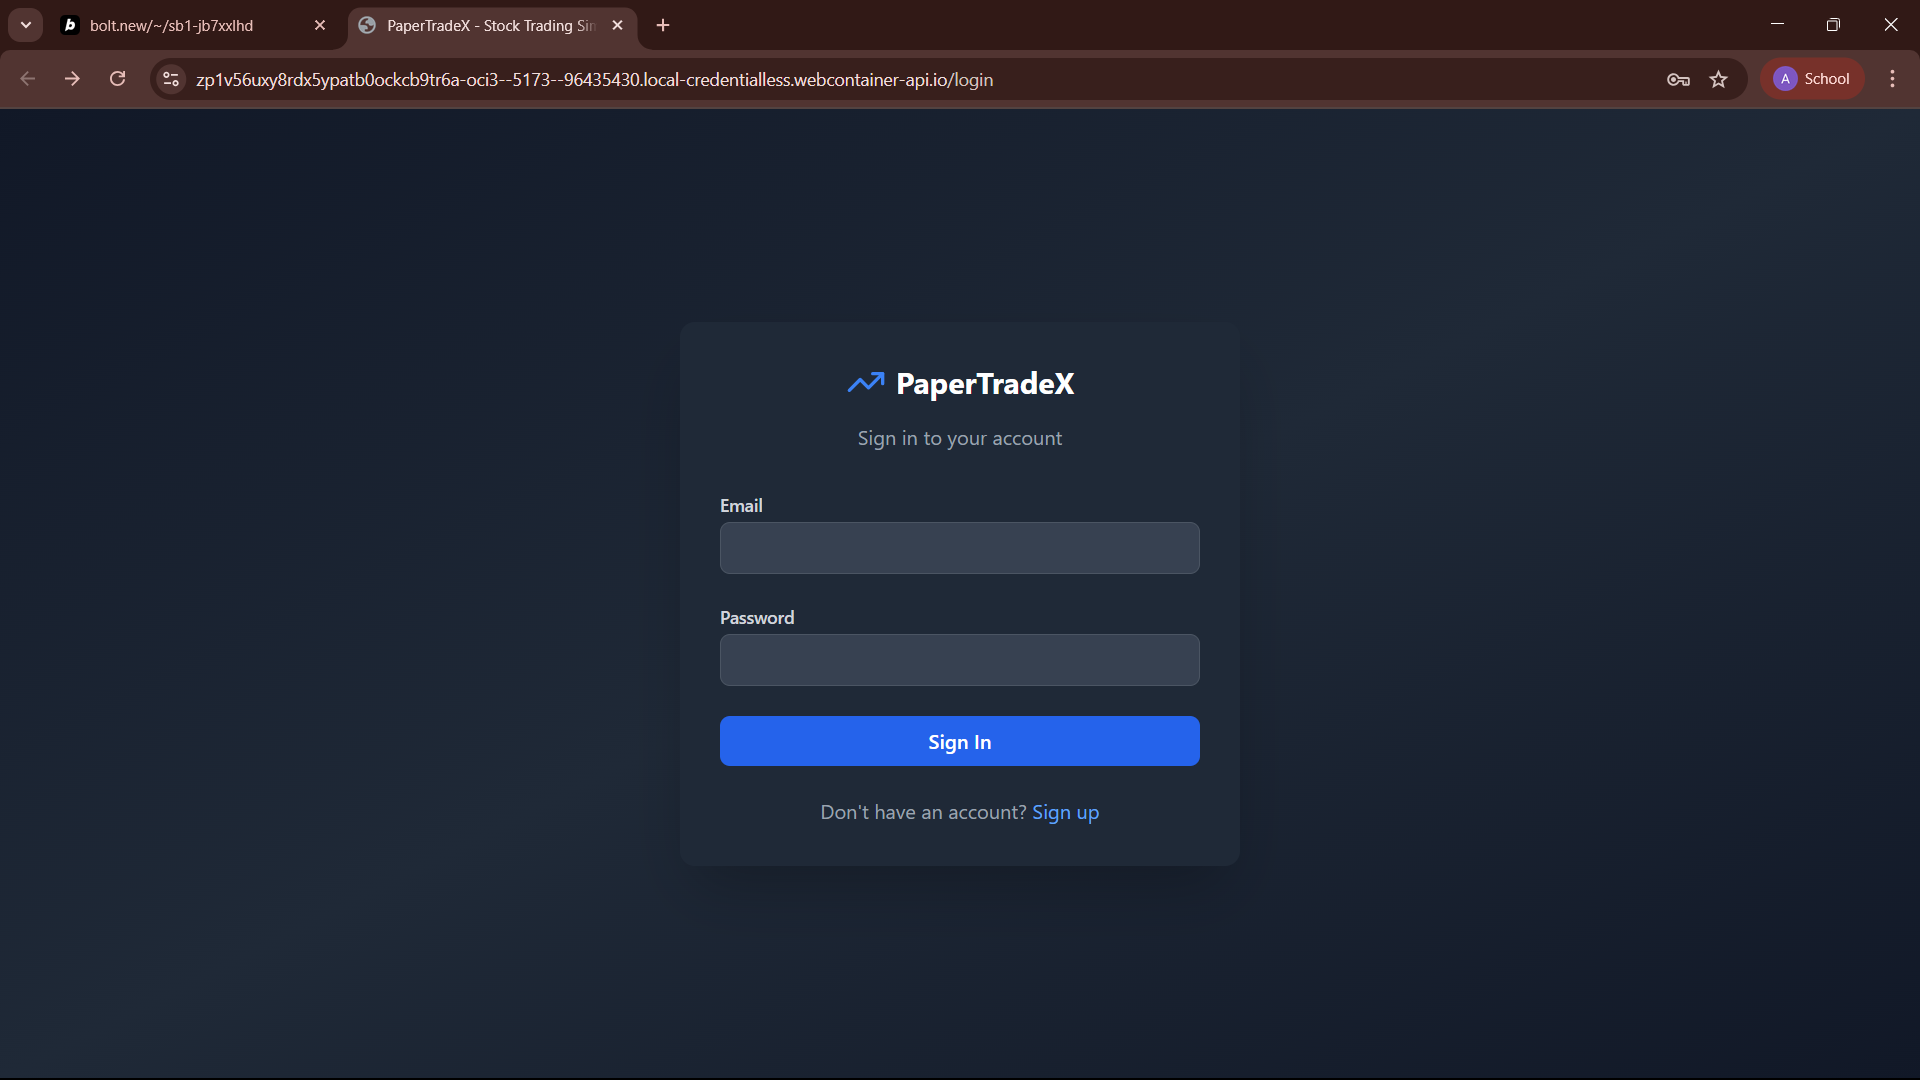 bolt.new/~/sb1-jb7xxlhd
PaperTradeX - Stock Trading Sim
zp1v56uxy8rdx5ypatb0ockcb9tr6a-oci3--5173--96435430.local-credentialless.webcontainer-api.io/login
A School
PaperTradeX
Sign in to your account
Email
Password
Sign In
Don't have an account? Sign up